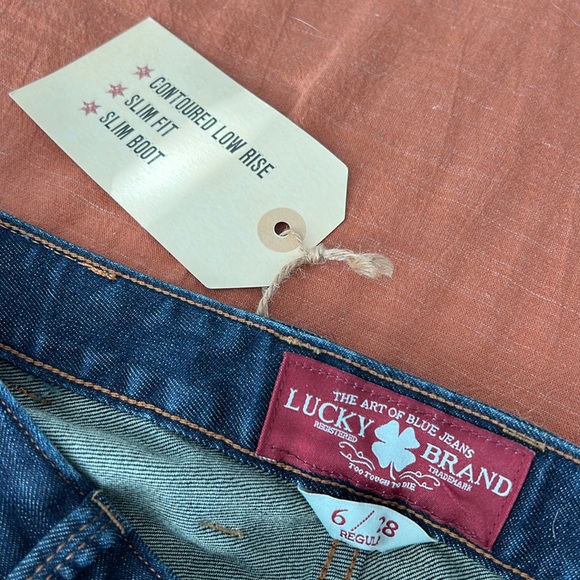 CONTOURED LOW RISE
SLIM FIT
SLIM BOOT
THE ART OF BLUE JEANS
LUCKY BRAND
REGISTERED TRADEMARK
TOO TOUGH TO DIE
6/28
REGULAR